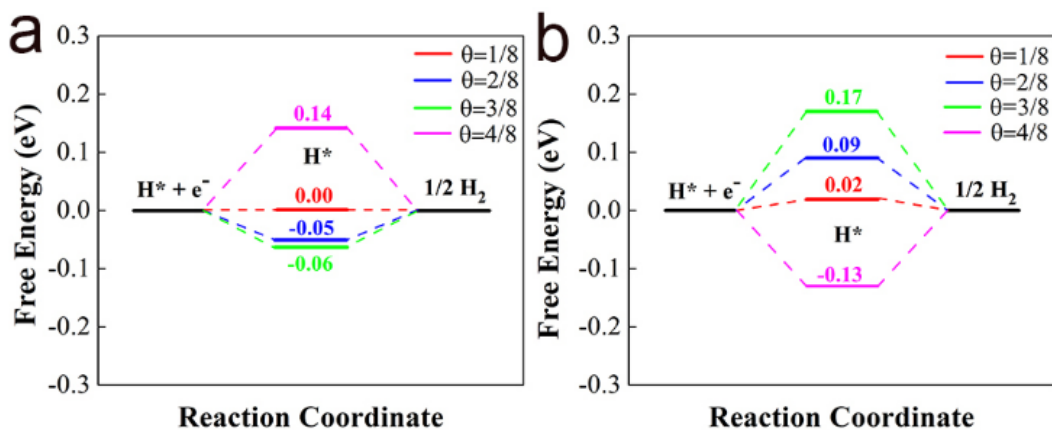 a
0.3
0.2
0.1
0.0
-0.1
-0.2
-0.3
Free Energy (eV)
Reaction Coordinate
θ=1/8
θ=2/8
θ=3/8
θ=4/8
0.14
H*
H* + e⁻
0.00
1/2 H₂
-0.05
-0.06
b
0.3
0.2
0.1
0.0
-0.1
-0.2
-0.3
Free Energy (eV)
Reaction Coordinate
θ=1/8
θ=2/8
θ=3/8
θ=4/8
0.17
0.09
H* + e⁻
0.02
1/2 H₂
H*
-0.13